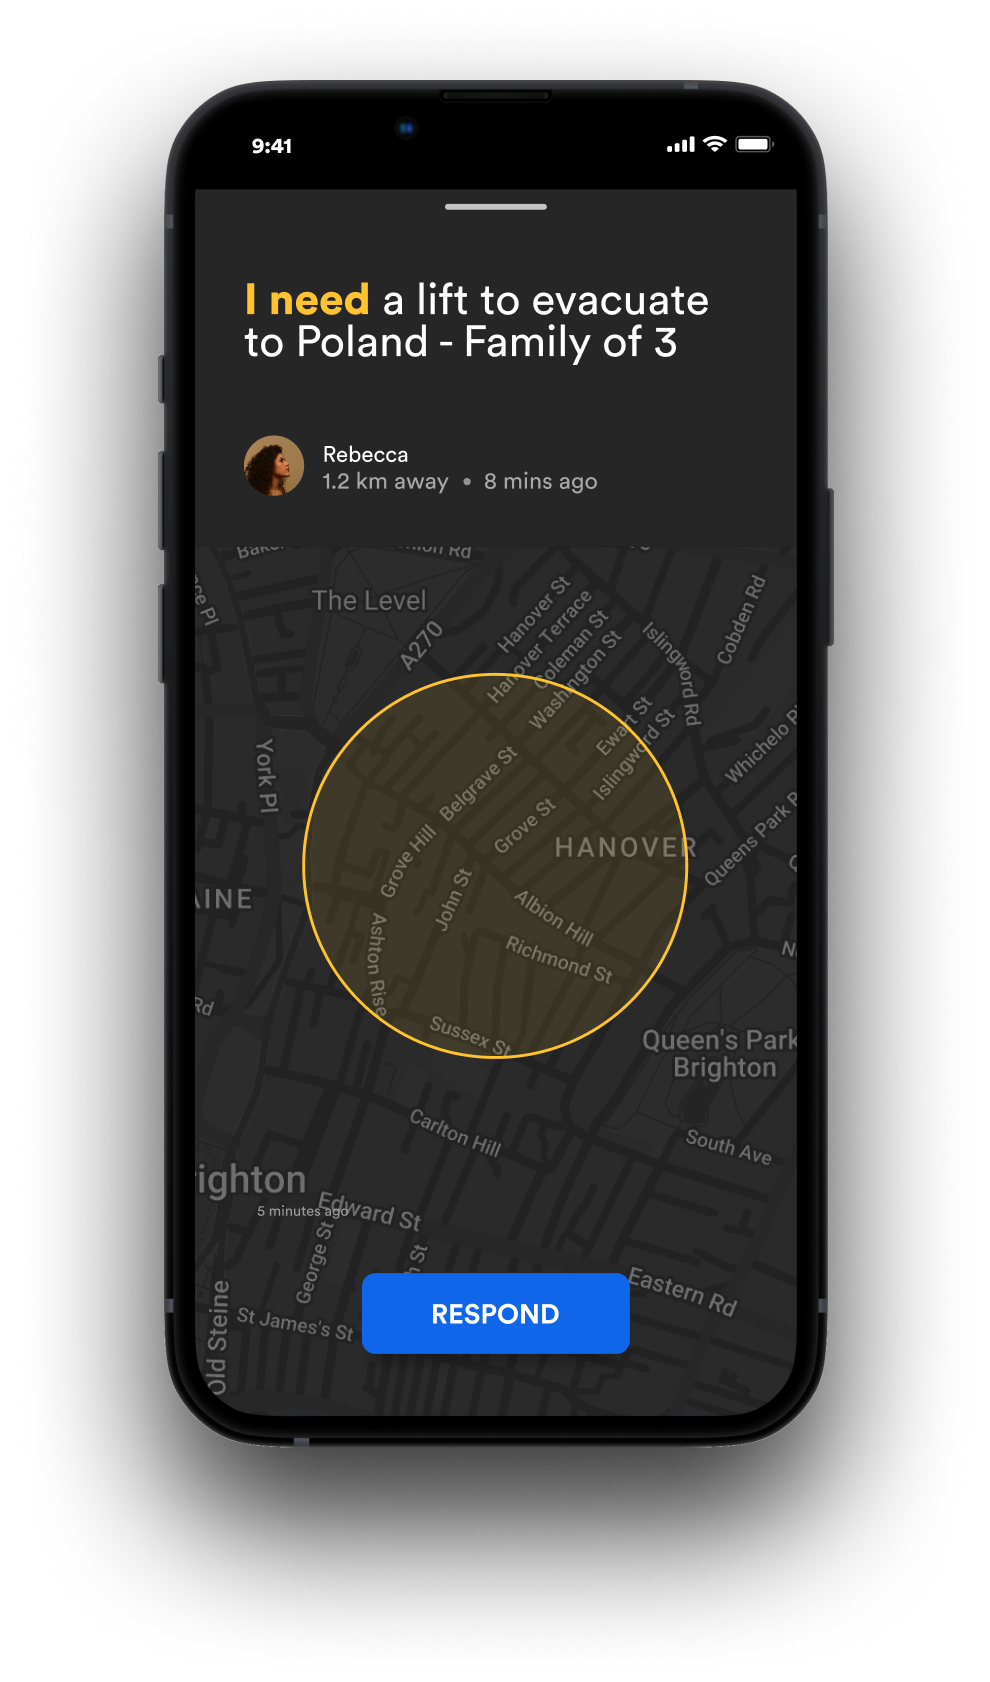 9:41
I need a lift to evacuate
to Poland - Family of 3
Rebecca
1.2 km away • 8 mins ago
The Level
A270
Hanover St
Hanover Terrace
Coleman St
Washington St
Islingword Rd
Cobden Rd
York Pl
Ewart St
Islingword St
Whichelo Pl
Belgrave St
Grove St
Grove Hill
HANOVER
Queens Park R
AINE
John St
Albion Hill
Ashton Rise
Richmond St
Rd
Sussex St
Queen's Park
Brighton
Carlton Hill
South Ave
righton
5 minutes ago
Edward St
George St
St
Eastern Rd
Old Steine
St James's St
RESPOND